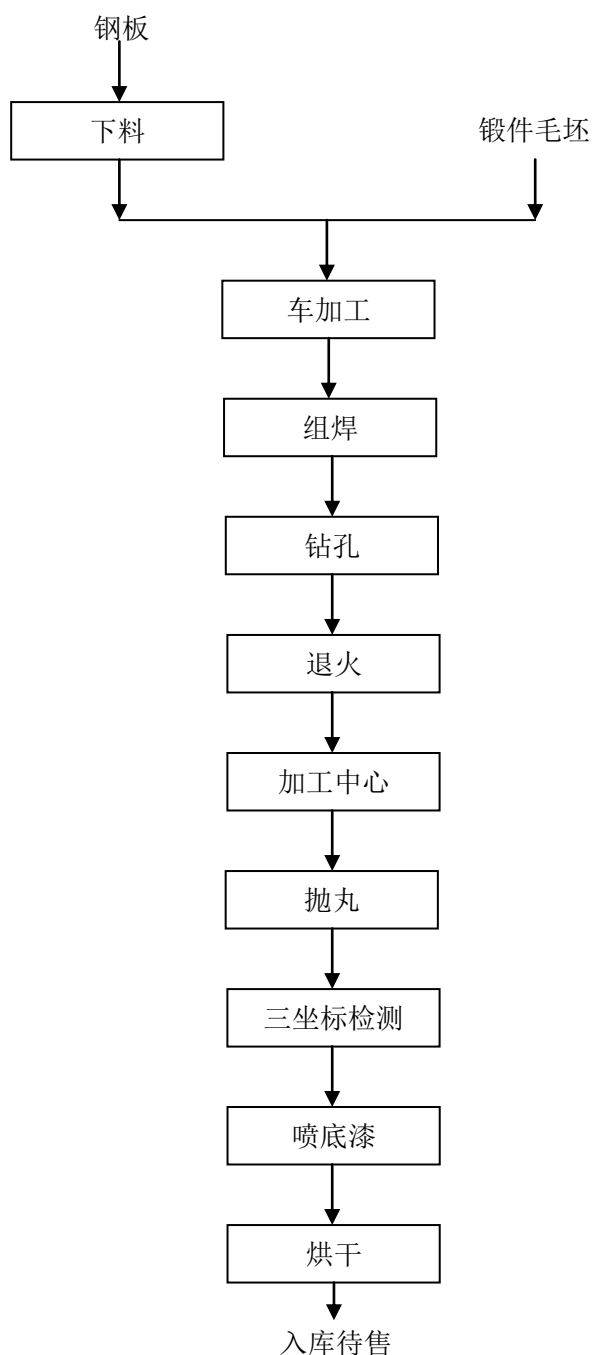 钢板
下料
锻件毛坯
车加工
组焊
钻孔
退火
加工中心
抛丸
三坐标检测
喷底漆
烘干
入库待售